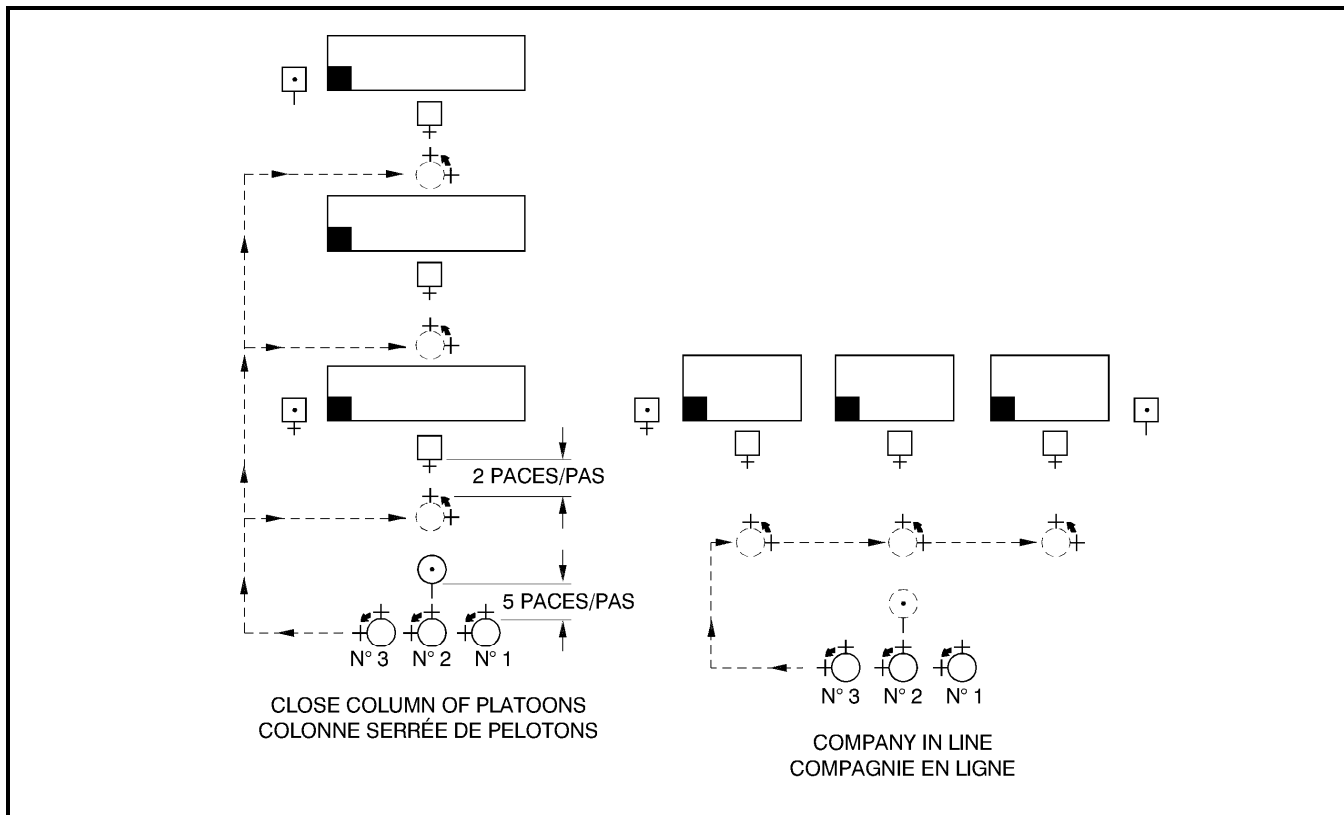 2 PACES/PAS
5 PACES/PAS
N° 3 N° 2 N° 1
CLOSE COLUMN OF PLATOONS
COLONNE SERRÉE DE PELOTONS
N° 3 N° 2 N° 1
COMPANY IN LINE
COMPAGNIE EN LIGNE